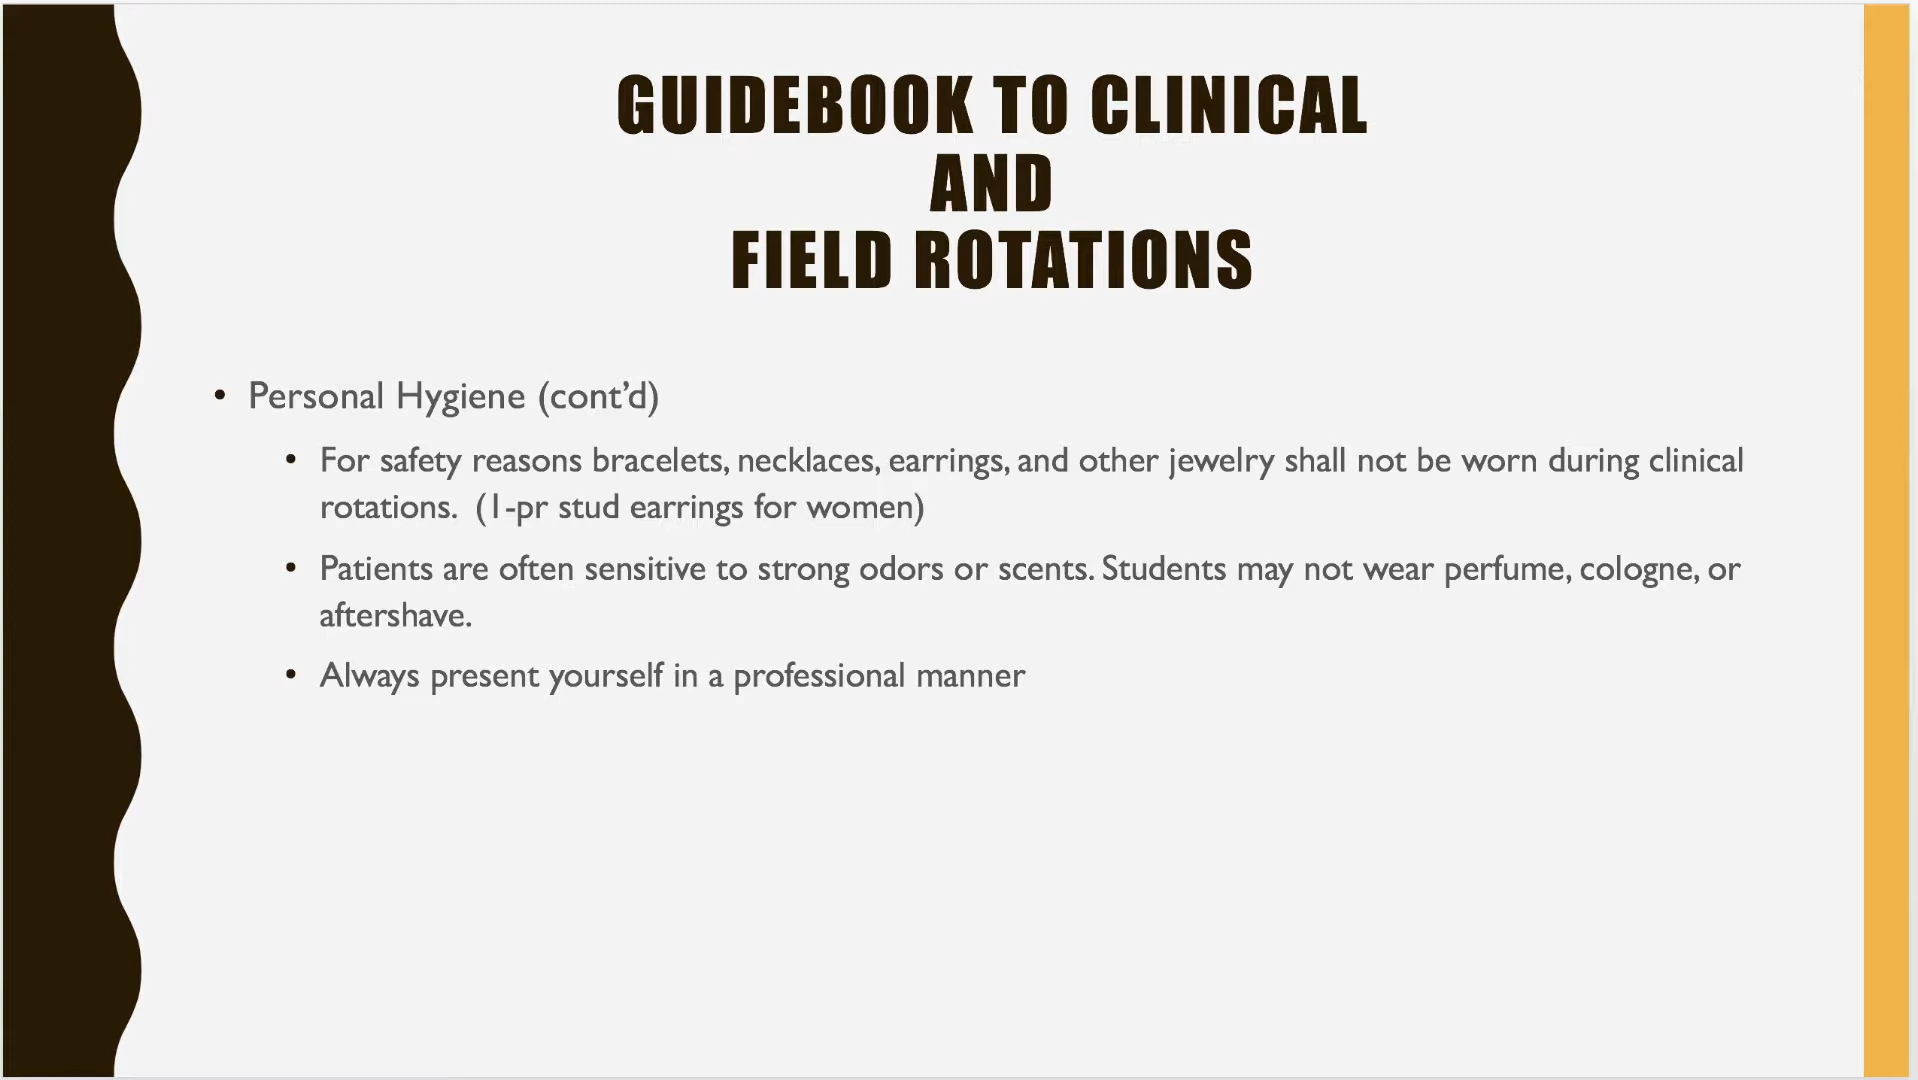 GUIDEBOOK TO CLINICAL
AND
FIELD ROTATIONS
• Personal Hygiene (cont’d)
• For safety reasons bracelets, necklaces, earrings, and other jewelry shall not be worn during clinical
rotations.  (1-pr stud earrings for women)
• Patients are often sensitive to strong odors or scents. Students may not wear perfume, cologne, or
aftershave.
• Always present yourself in a professional manner